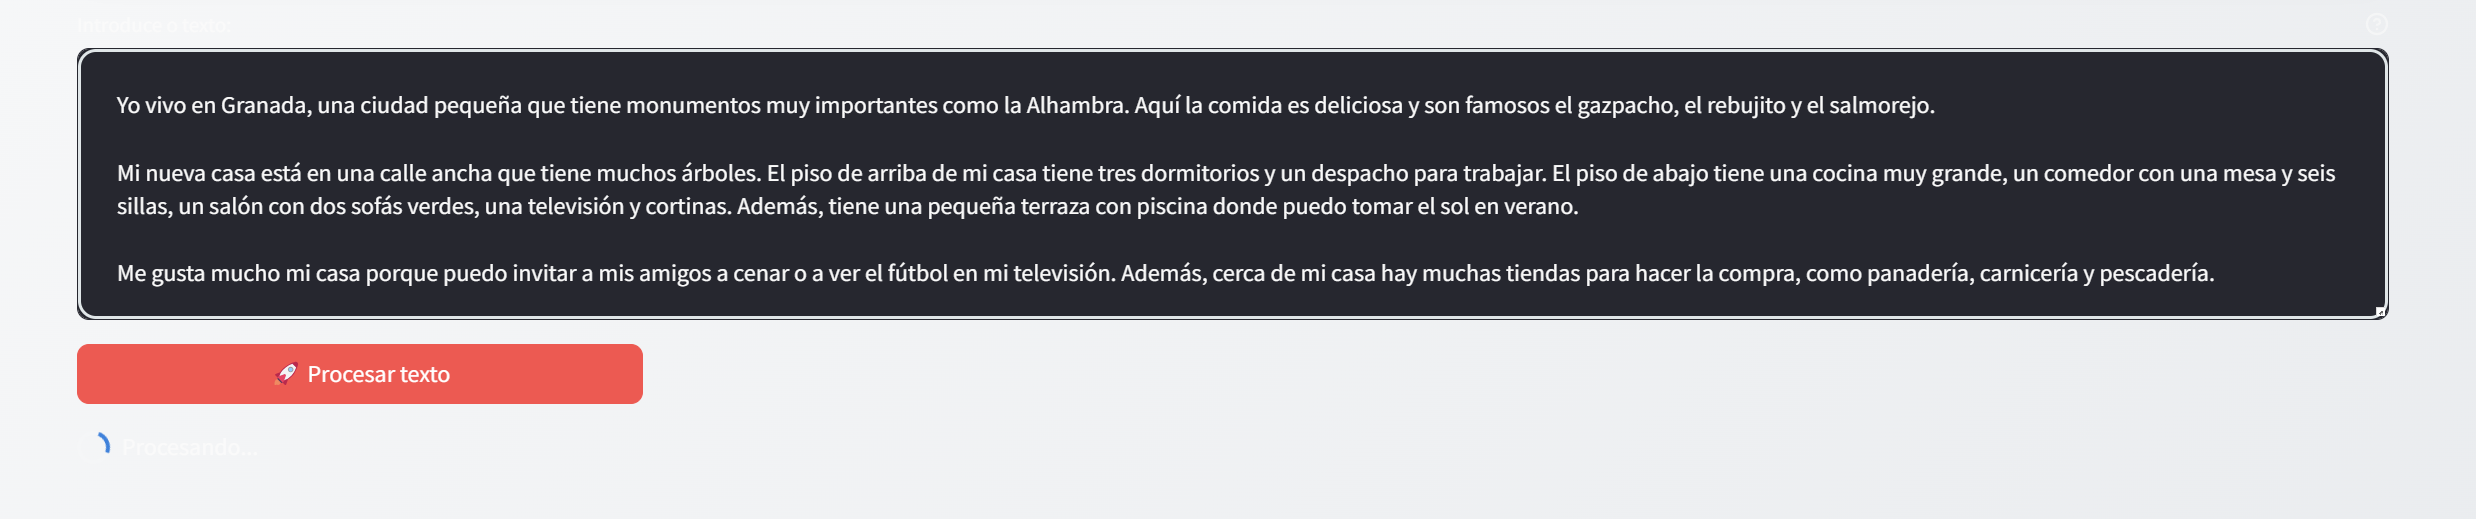 Introduce o texto:
Yo vivo en Granada, una ciudad pequeña que tiene monumentos muy importantes como la Alhambra. Aquí la comida es deliciosa y son famosos el gazpacho, el rebujito y el salmorejo.
Mi nueva casa está en una calle ancha que tiene muchos árboles. El piso de arriba de mi casa tiene tres dormitorios y un despacho para trabajar. El piso de abajo tiene una cocina muy grande, un comedor con una mesa y seis
sillas, un salón con dos sofás verdes, una televisión y cortinas. Además, tiene una pequeña terraza con piscina donde puedo tomar el sol en verano.
Me gusta mucho mi casa porque puedo invitar a mis amigos a cenar o a ver el fútbol en mi televisión. Además, cerca de mi casa hay muchas tiendas para hacer la compra, como panadería, carnicería y pescadería.
🚀 Procesar texto
Procesando...